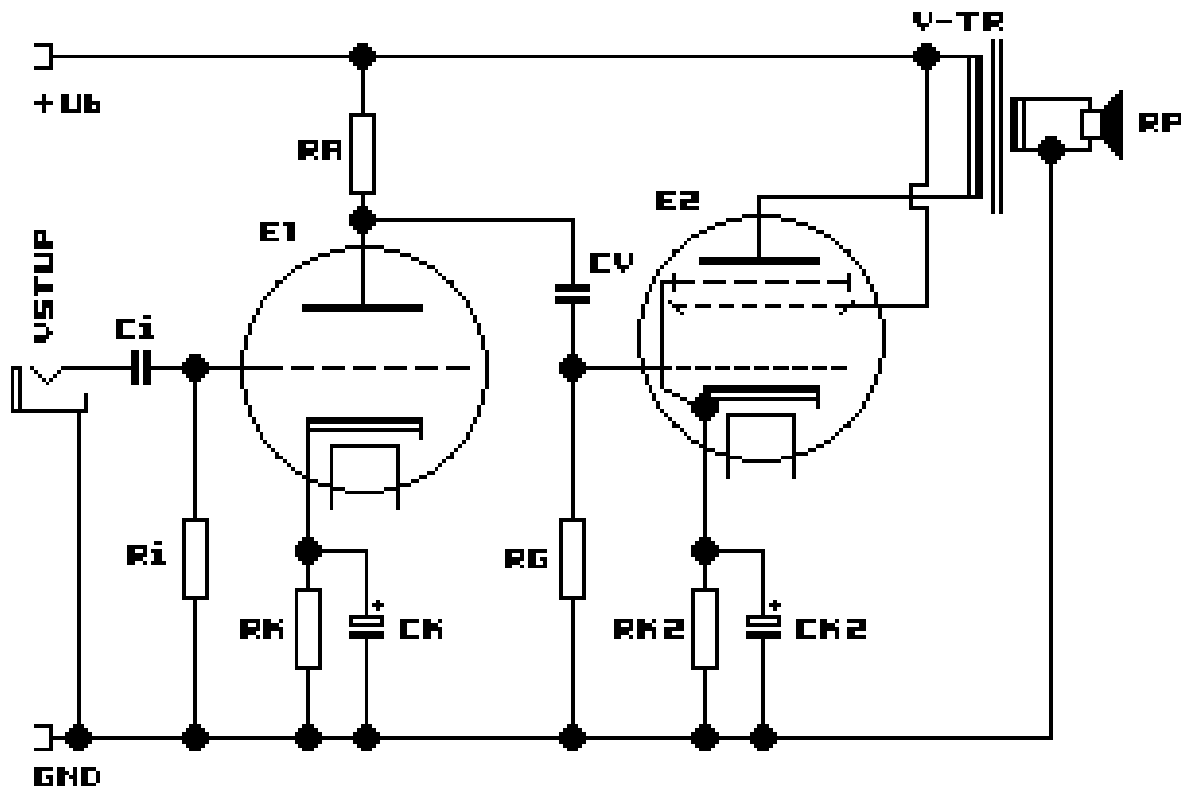 V-TR
+Ub
RP
RA
E2
E1
CV
VSTUP
Ci
Ri
RG
RK
+
CK
RK2
+
CK2
GND